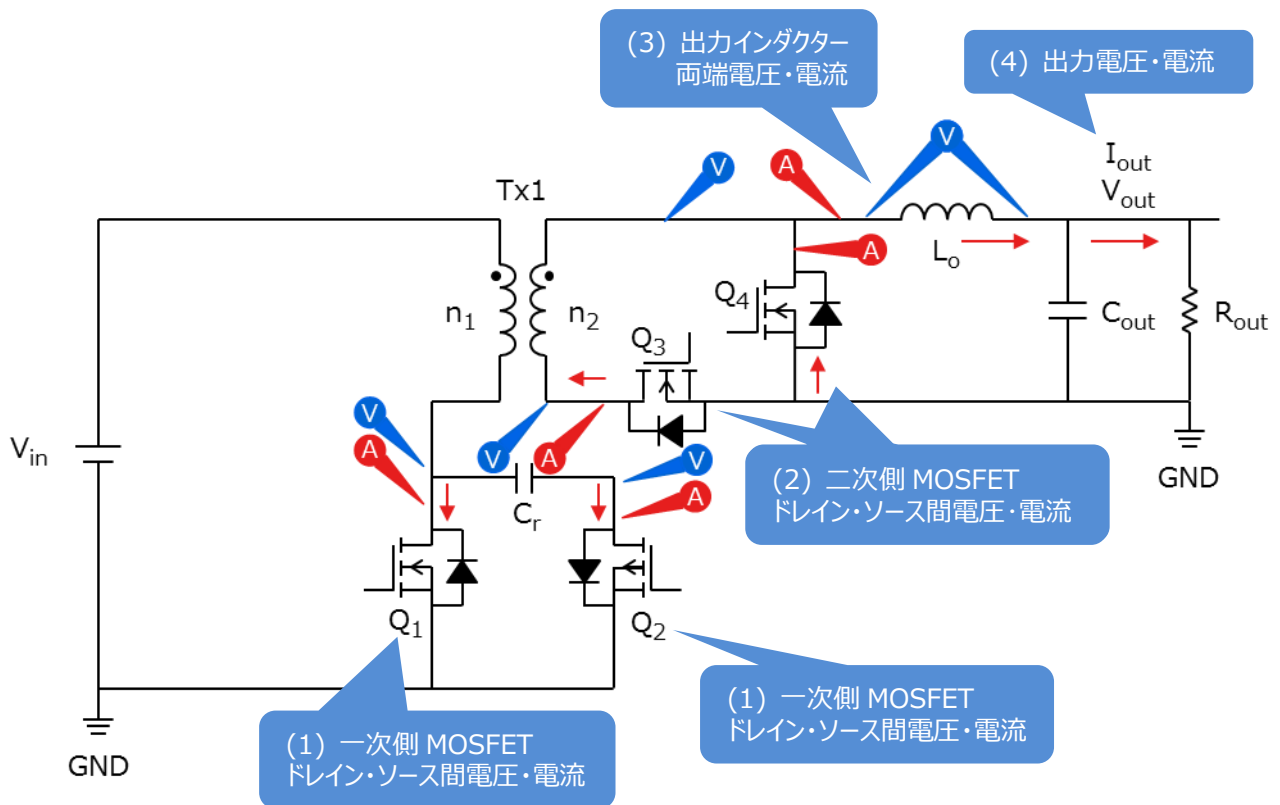 (3) 出力インダクター
両端電圧・電流
(4) 出力電圧・電流
V
V
A
I_out
V_out
Tx1
A
L_o
Q_4
n_1
n_2
C_out
R_out
Q_3
V
V_in
A
V
A
V
A
GND
(2) 二次側 MOSFET
ドレイン・ソース間電圧・電流
C_r
Q_1
Q_2
GND
(1) 一次側 MOSFET
ドレイン・ソース間電圧・電流
(1) 一次側 MOSFET
ドレイン・ソース間電圧・電流